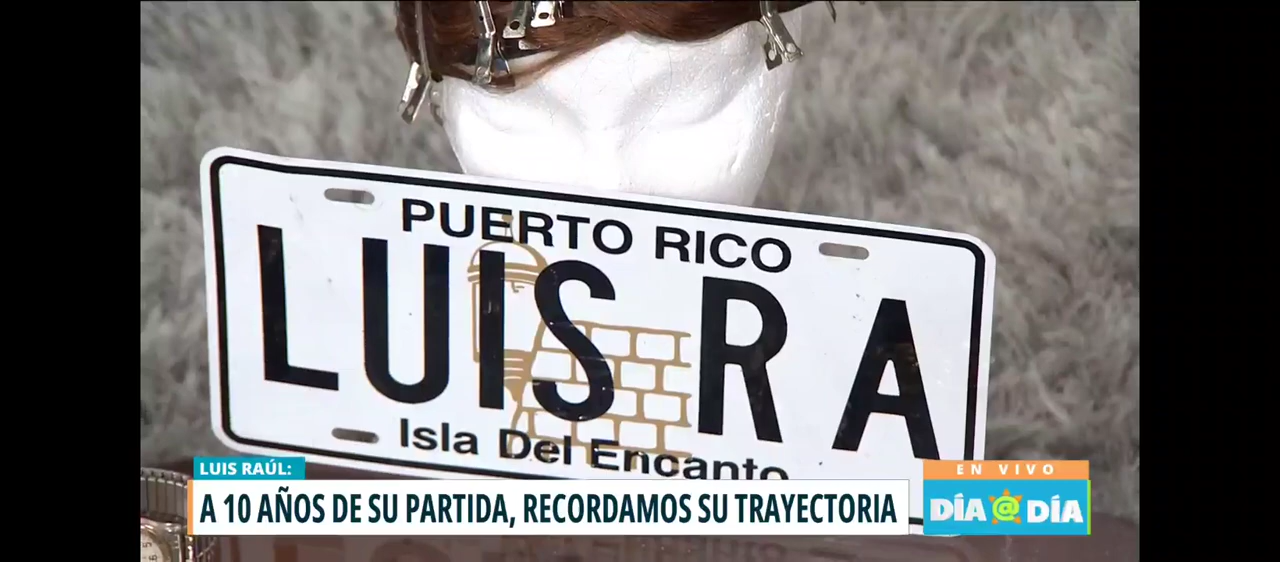 PUERTO RICO
LUIS RA
Isla Del Encanto
LUIS RAÚL:
A 10 AÑOS DE SU PARTIDA, RECORDAMOS SU TRAYECTORIA
EN VIVO
DÍA @ DÍA